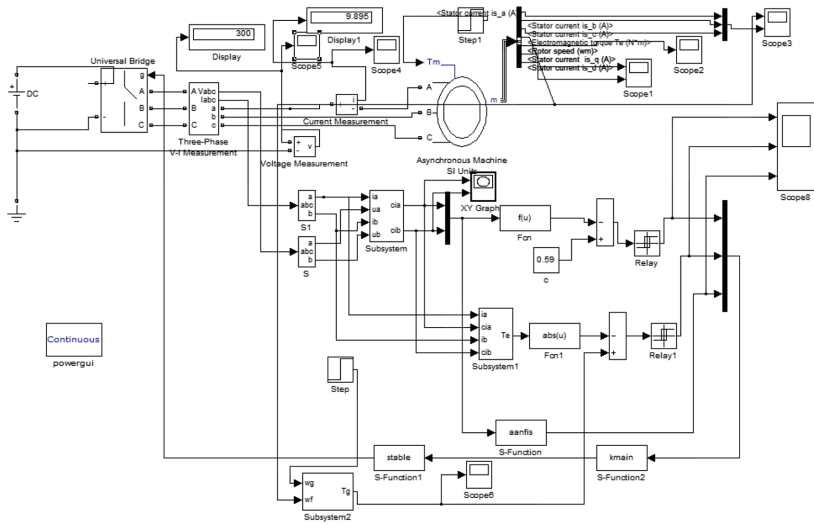 <Stator current is_a (A)
9.895
300
Display
Display1
Step1
<Stator current is_b (A)>
<Stator current is_c (A)>
<Electromagnetic torque Te (N*m)>
<Rotor speed (wm)>
<Stator current is_q (A)>
<Stator current is_d (A)>
Scope3
Scope2
Scope1
Scope5
Scope4
Universal Bridge
g
A
B
C
+
-
DC
+
A
B
C
Vabc
Iabc
a
b
c
Three-Phase
V-I Measurement
i
+
-
Current Measurement
+
-
v
Voltage Measurement
Tm
A
B
C
m
Asynchronous Machine
SI Units
Scope8
XY Graph
a
abc
b
S1
a
abc
b
S
ia
ua
ib
ub
cia
cib
Subsystem
f(u)
Fcn
0.59
c
-
+
Relay
ia
cia
ib
cib
Te
Subsystem1
abs(u)
Fcn1
-
+
Relay1
Continuous
powergui
Step
aanfis
S-Function
stable
S-Function1
kmain
S-Function2
wg
wf
Tg
Subsystem2
Scope6